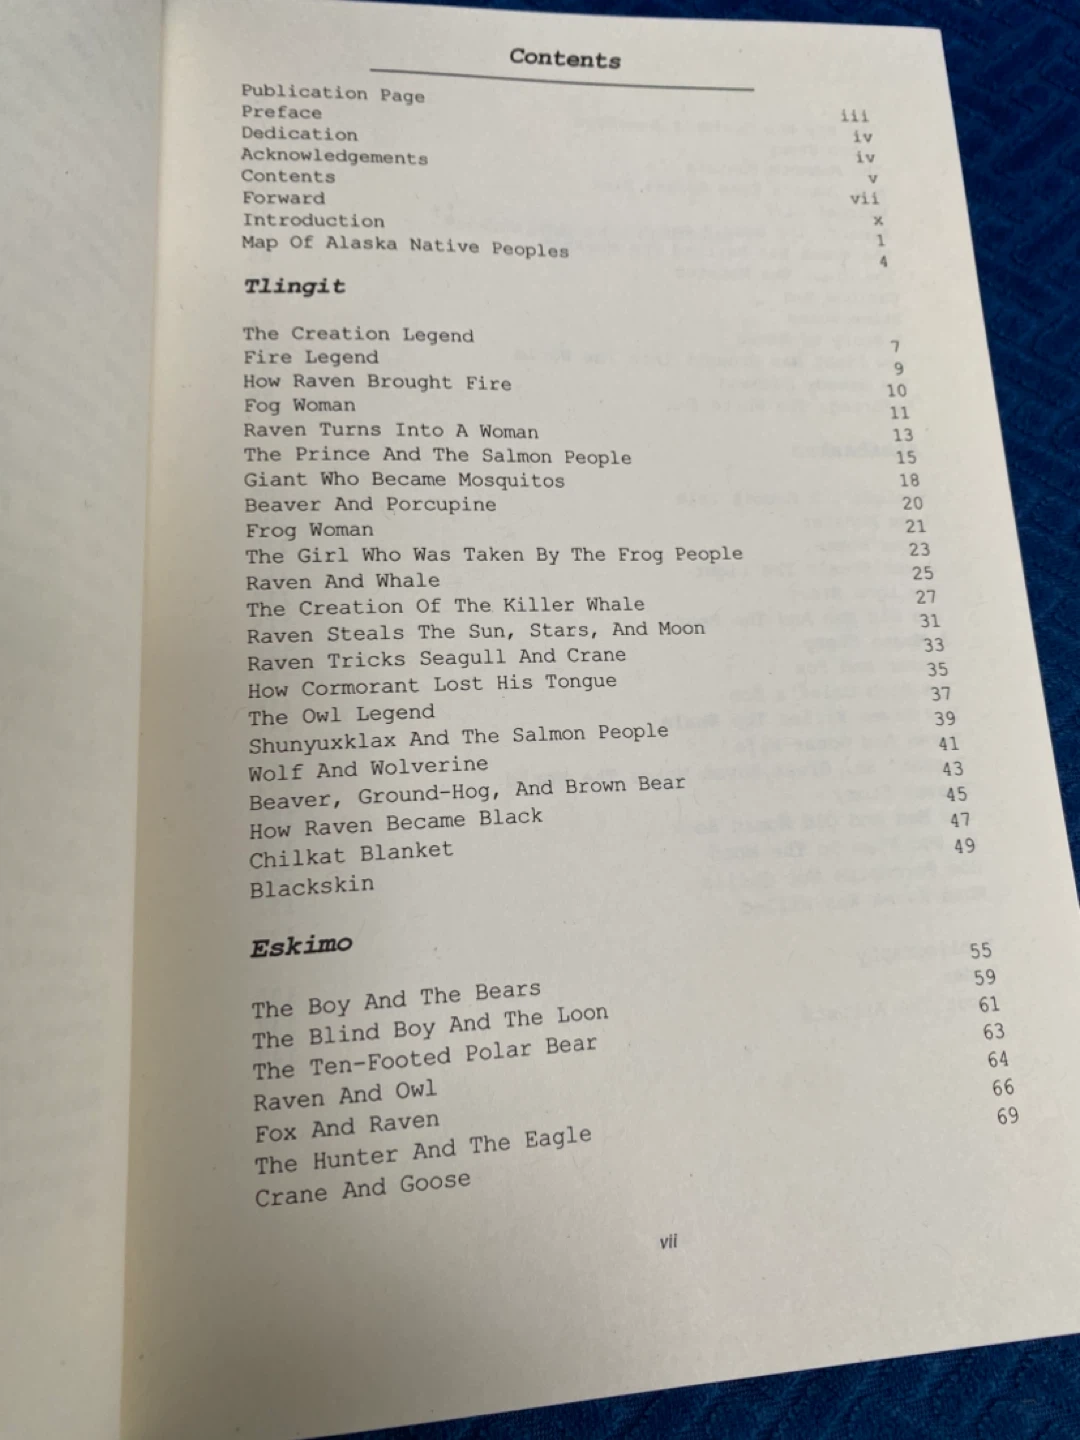 Contents
Publication Page iii
Preface iv
Dedication iv
Acknowledgements v
Contents vii
Forward x
Introduction 1
Map Of Alaska Native Peoples 4
Tlingit
The Creation Legend 7
Fire Legend 9
How Raven Brought Fire 10
Fog Woman 11
Raven Turns Into A Woman 13
The Prince And The Salmon People 15
Giant Who Became Mosquitos 18
Beaver And Porcupine 20
Frog Woman 21
The Girl Who Was Taken By The Frog People 23
Raven And Whale 25
The Creation Of The Killer Whale 27
Raven Steals The Sun, Stars, And Moon 31
Raven Tricks Seagull And Crane 33
How Cormorant Lost His Tongue 35
The Owl Legend 37
Shunyuxklax And The Salmon People 39
Wolf And Wolverine 41
Beaver, Ground-Hog, And Brown Bear 43
How Raven Became Black 45
Chilkat Blanket 47
Blackskin 49
Eskimo
The Boy And The Bears 55
The Blind Boy And The Loon 59
The Ten-Footed Polar Bear 61
Raven And Owl 63
Fox And Raven 64
The Hunter And The Eagle 66
Crane And Goose 69
vii